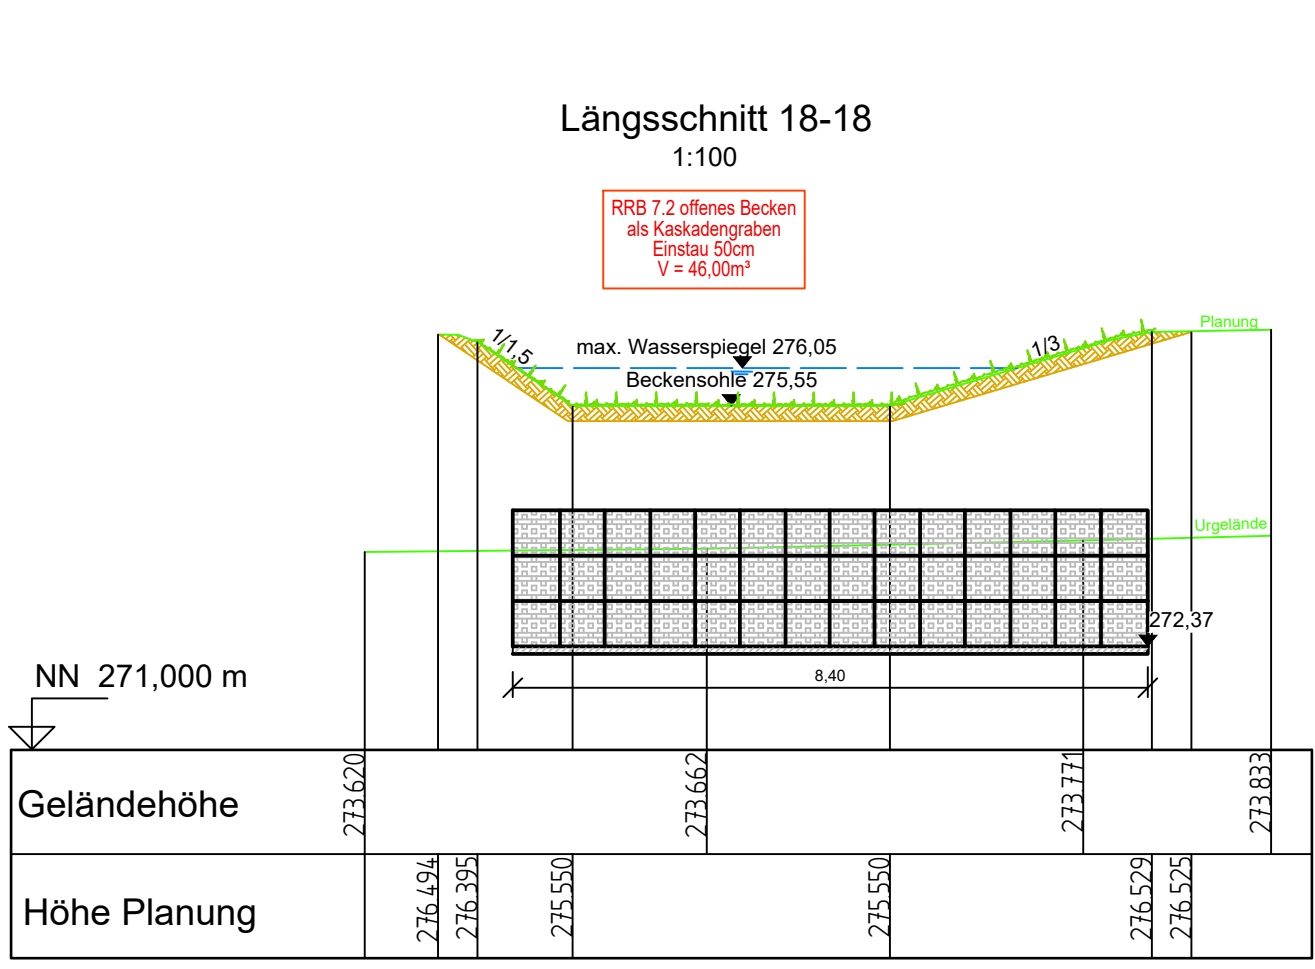 Längsschnitt 18-18
1:100
RRB 7.2 offenes Becken
als Kaskadengraben
Einstau 50cm
V = 46,00m³
Planung
1/1,5
1/3
max. Wasserspiegel 276,05
Beckensohle 275,55
Urgelände
272,37
8,40
NN 271,000 m
Geländehöhe
273.620
273.662
273.771
273.833
Höhe Planung
276.494
276.395
275.550
275.550
276.529
276.525